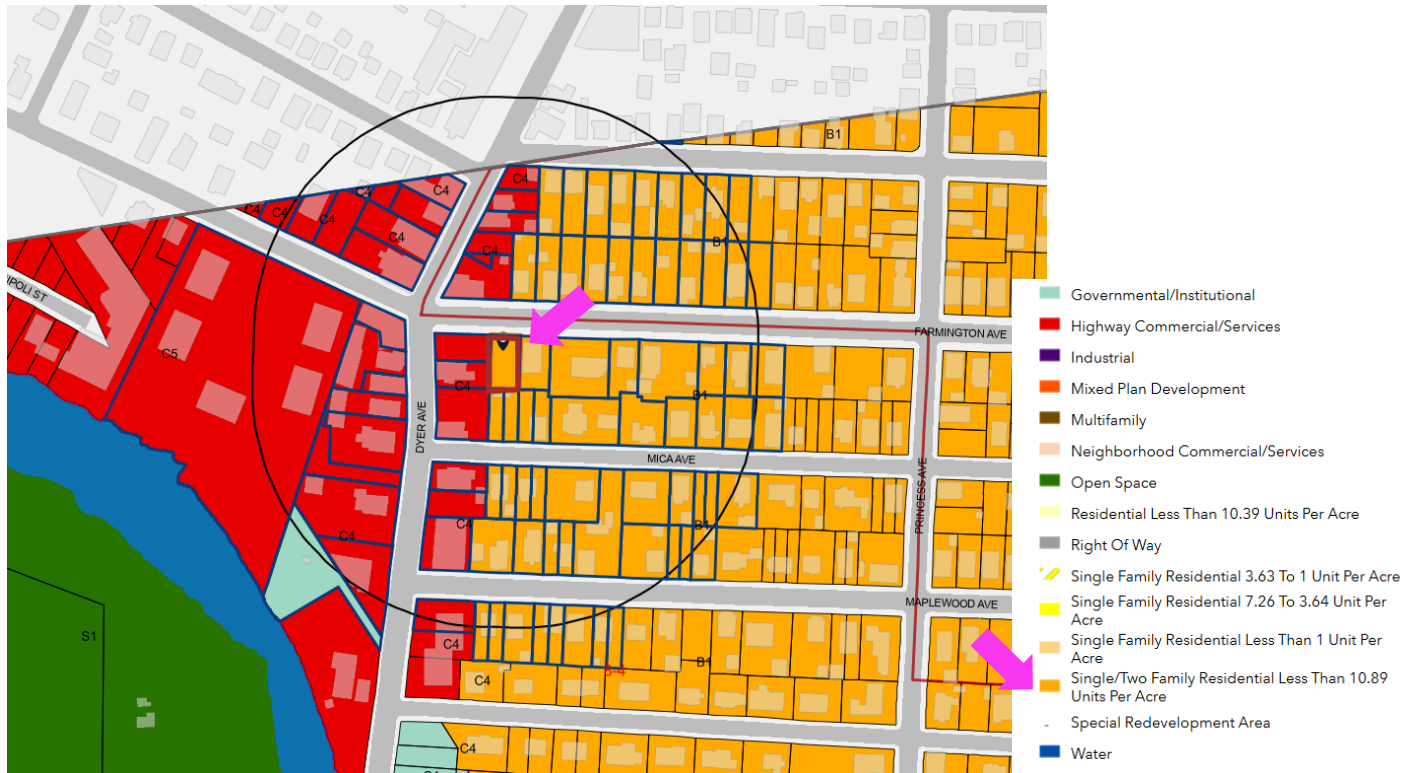 B1
C4
C4
C4
C4
C4
C4
C4
C4
B1
IPOLI ST
C5
FARMINGTON AVE
C4
B1
DYER AVE
MICA AVE
PRINCESS AVE
C4
B1
C4
MAPLEWOOD AVE
S1
C4
B1
C4
C4
Governmental/Institutional
Highway Commercial/Services
Industrial
Mixed Plan Development
Multifamily
Neighborhood Commercial/Services
Open Space
Residential Less Than 10.39 Units Per Acre
Right Of Way
Single Family Residential 3.63 To 1 Unit Per Acre
Single Family Residential 7.26 To 3.64 Unit Per
Acre
Single Family Residential Less Than 1 Unit Per
Acre
Single/Two Family Residential Less Than 10.89
Units Per Acre
Special Redevelopment Area
Water